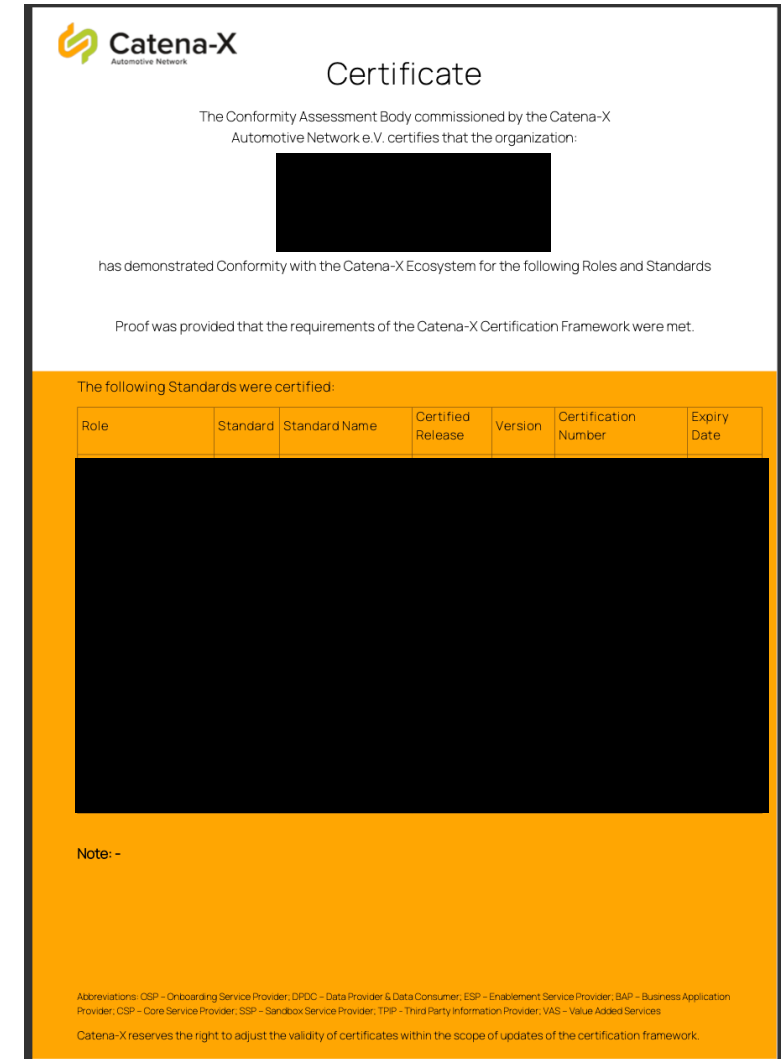 Catena-X
Automotive Network
Certificate
The Conformity Assessment Body commissioned by the Catena-X
Automotive Network e.V. certifies that the organization:
has demonstrated Conformity with the Catena-X Ecosystem for the following Roles and Standards
Proof was provided that the requirements of the Catena-X Certification Framework were met.
The following Standards were certified:
Role Standard Standard Name Certified Release Version Certification Number Expiry Date
Note: -
Abbreviations: OSP – Onboarding Service Provider; DPDC – Data Provider & Data Consumer; ESP – Enablement Service Provider; BAP – Business Application
Provider; CSP – Core Service Provider; SSP – Sandbox Service Provider; TPIP - Third Party Information Provider; VAS – Value Added Services
Catena-X reserves the right to adjust the validity of certificates within the scope of updates of the certification framework.